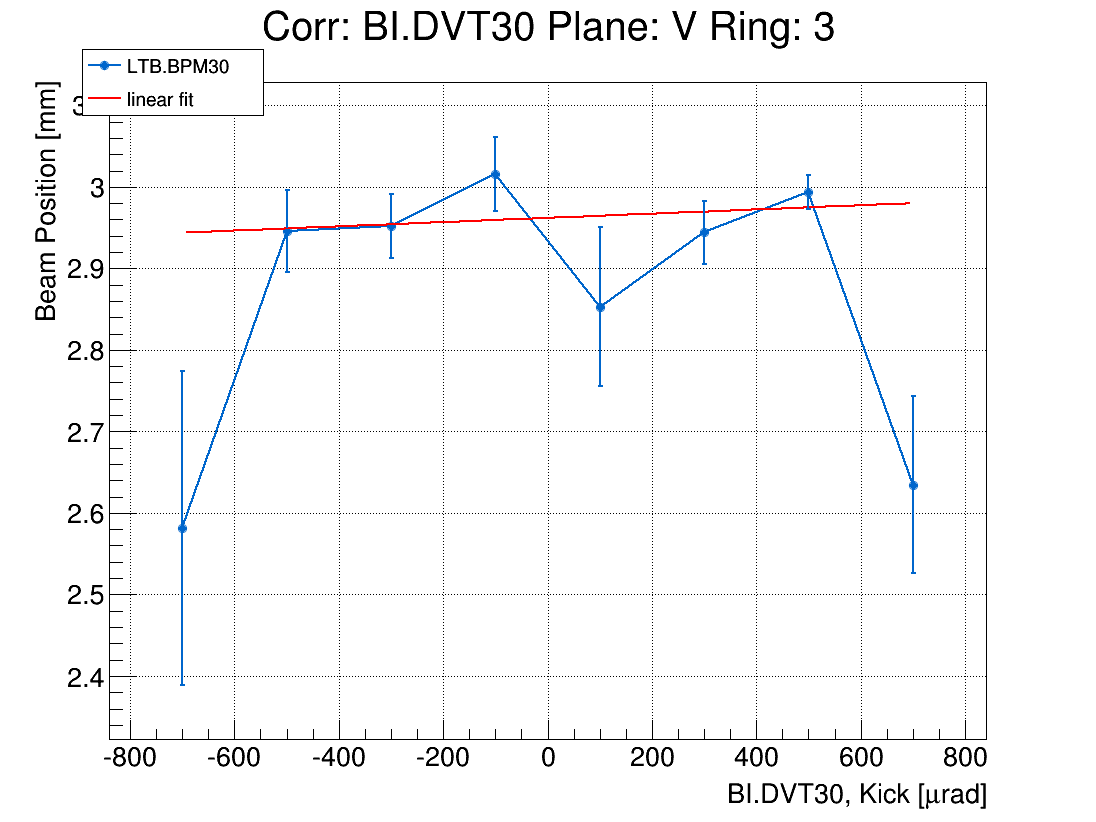 Corr: BI.DVT30 Plane: V Ring: 3
LTB.BPM30
linear fit
Beam Position [mm]
3
2.9
2.8
2.7
2.6
2.5
2.4
-800 -600 -400 -200 0 200 400 600 800
BI.DVT30, Kick [μrad]